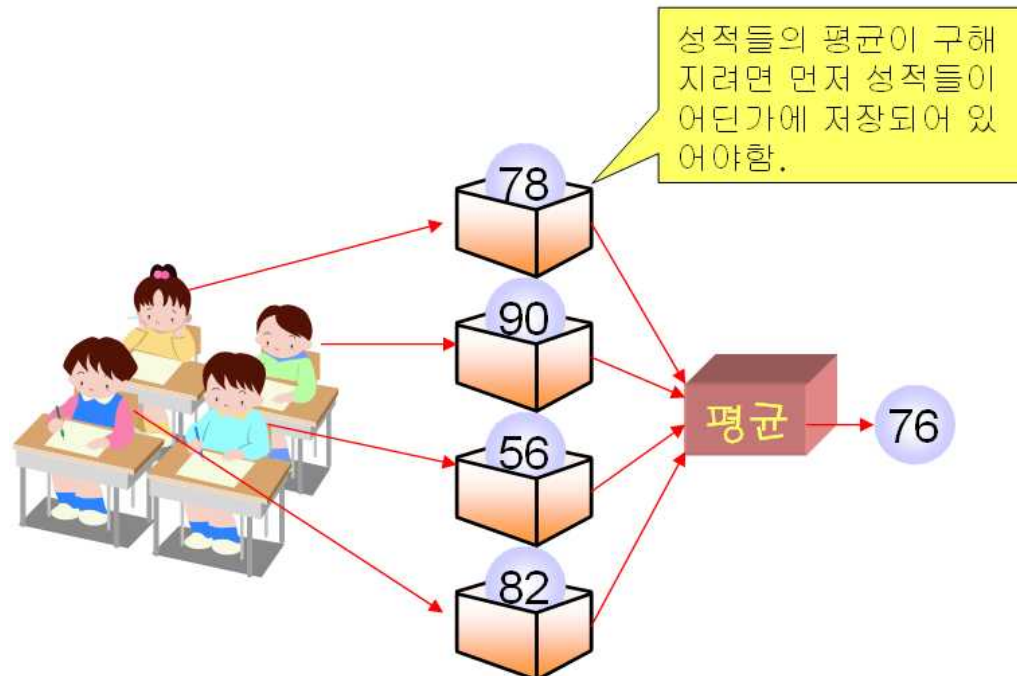 성적들의 평균이 구해
지려면 먼저 성적들이
어딘가에 저장되어 있
어야함.
78
90
56
82
평균
76